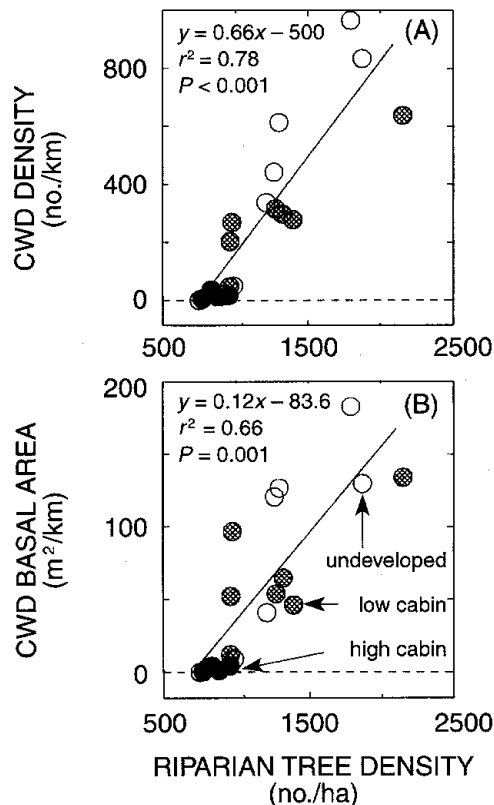 y = 0.66x – 500
(A)
r² = 0.78
P < 0.001
CWD DENSITY
(no./km)
800
400
0
500
1500
2500
200
y = 0.12x – 83.6
(B)
r² = 0.66
P = 0.001
CWD BASAL AREA
(m²/km)
100
undeveloped
low cabin
high cabin
0
500
1500
2500
RIPARIAN TREE DENSITY
(no./ha)